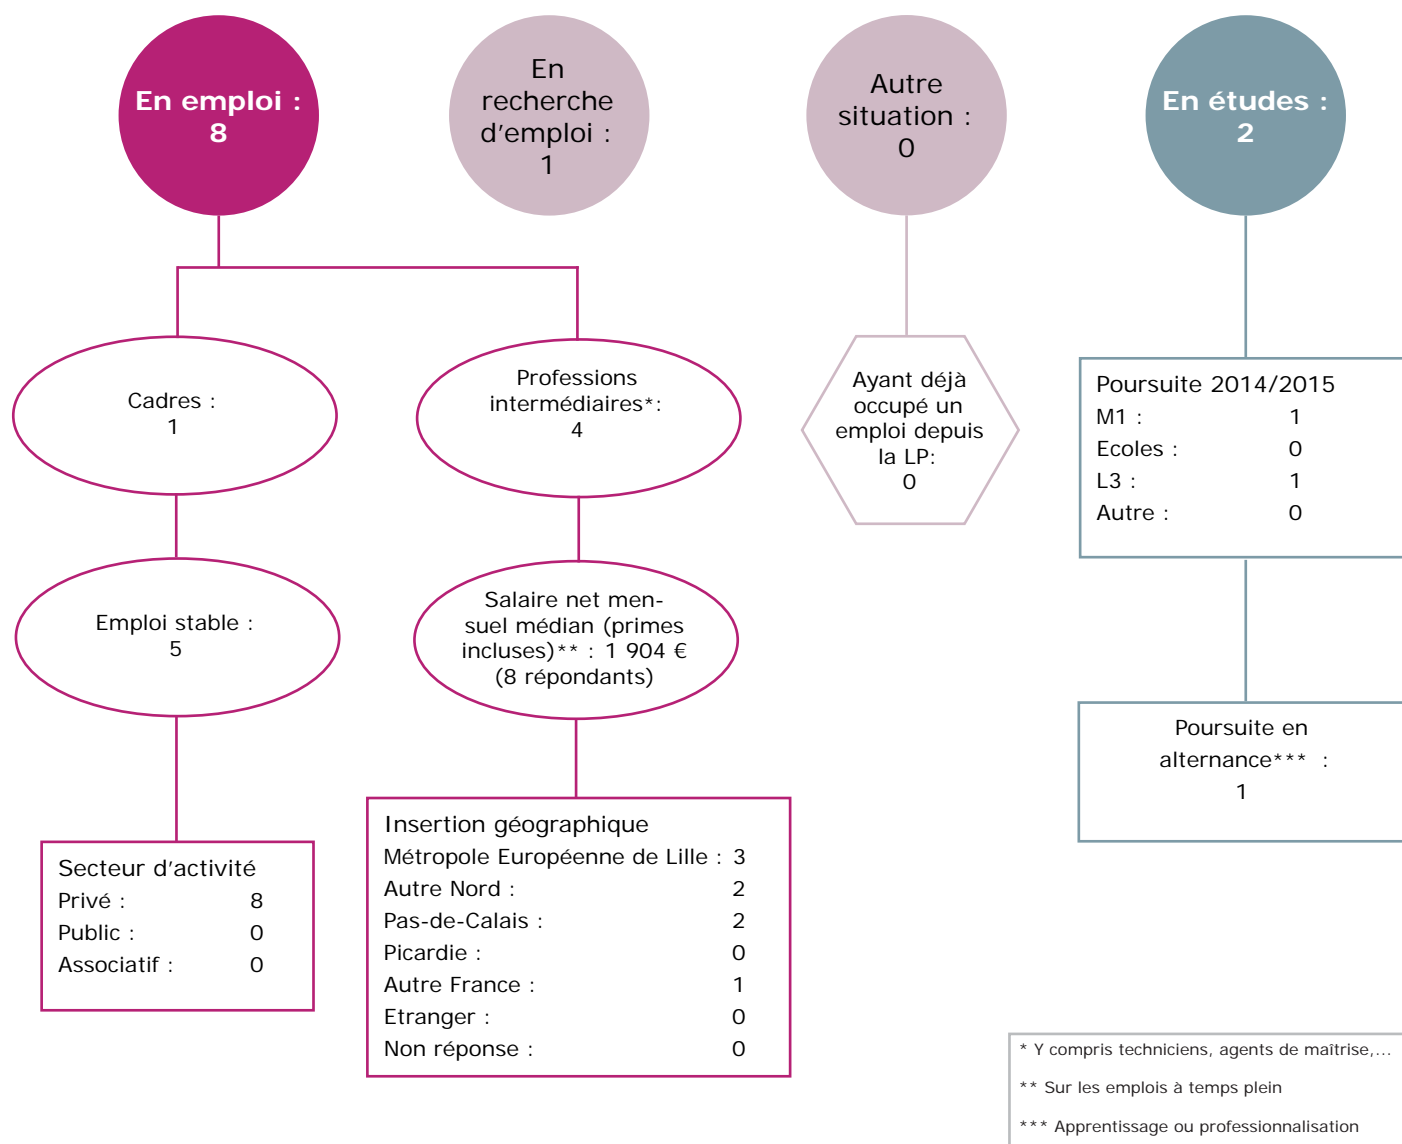 En emploi :
8
En
recherche
d'emploi :
1
Autre
situation :
0
En études :
2
Cadres :
1
Professions
intermédiaires*:
4
Ayant déjà
occupé un
emploi depuis
la LP:
0
Poursuite 2014/2015
M1 : 1
Ecoles : 0
L3 : 1
Autre : 0
Emploi stable :
5
Salaire net men-
suel médian (primes
incluses)** : 1 904 €
(8 répondants)
Poursuite en
alternance*** :
1
Secteur d'activité
Privé : 8
Public : 0
Associatif : 0
Insertion géographique
Métropole Européenne de Lille : 3
Autre Nord : 2
Pas-de-Calais : 2
Picardie : 0
Autre France : 1
Etranger : 0
Non réponse : 0
* Y compris techniciens, agents de maîtrise,...
** Sur les emplois à temps plein
*** Apprentissage ou professionnalisation